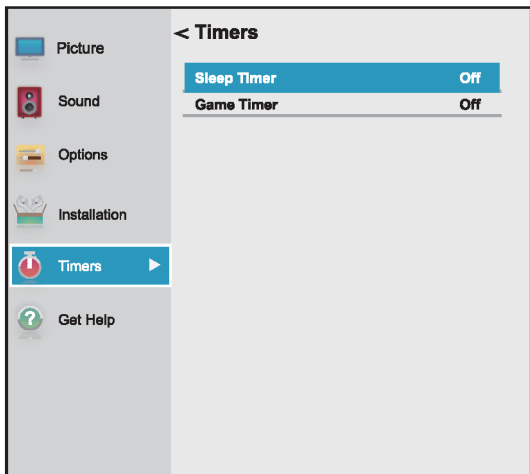 Picture
Sound
Options
Installation
Timers
Get Help
< Timers
Sleep Timer Off
Game Timer Off